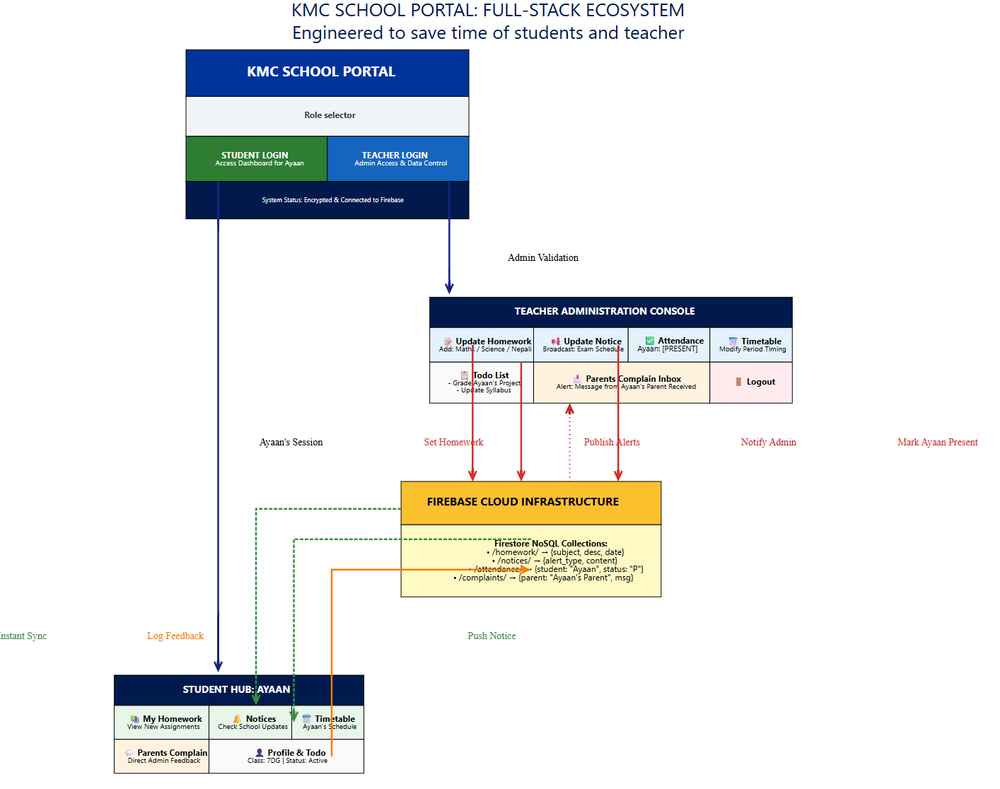 KMC SCHOOL PORTAL: FULL-STACK ECOSYSTEM
Engineered to save time of students and teacher
KMC SCHOOL PORTAL
Role selector
STUDENT LOGIN
Access Dashboard for Ayaan
TEACHER LOGIN
Admin Access & Data Control
System Status: Encrypted & Connected to Firebase
Admin Validation
TEACHER ADMINISTRATION CONSOLE
Update Homework
Add: Maths / Science / Nepali
Update Notice
Broadcast: Exam Schedule
Attendance
Ayaan: [PRESENT]
Timetable
Modify Period Timing
Todo List
- Grade Ayaan's Project
- Update Syllabus
Parents Complain Inbox
Alert: Message from Ayaan's Parent Received
Logout
Ayaan's Session
Set Homework
Publish Alerts
Notify Admin
Mark Ayaan Present
FIREBASE CLOUD INFRASTRUCTURE
Firestore NoSQL Collections:
• /homework/ → {subject, desc, date}
• /notices/ → {alert_type, content}
• /attendance/ → {student: "Ayaan", status: "P"}
• /complaints/ → {parent: "Ayaan's Parent", msg}
Instant Sync
Log Feedback
Push Notice
STUDENT HUB: AYAAN
My Homework
View New Assignments
Notices
Check School Updates
Timetable
Ayaan's Schedule
Parents Complain
Direct Admin Feedback
Profile & Todo
Class: 7DG | Status: Active